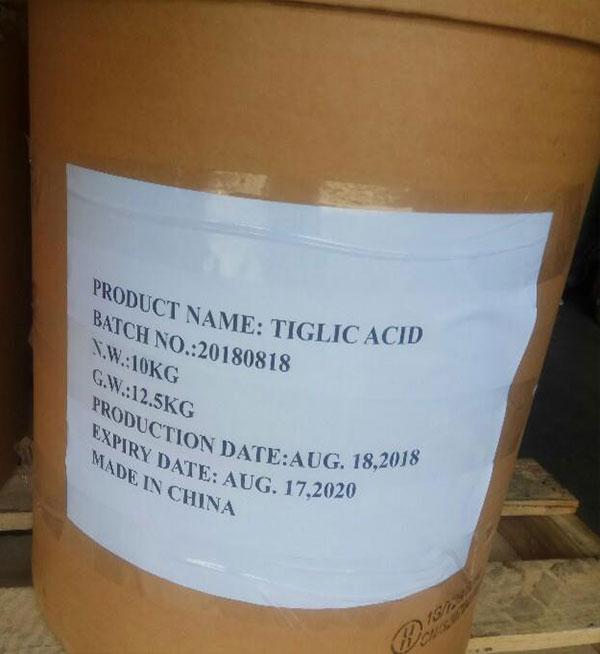 PRODUCT NAME: TIGLIC ACID
BATCH NO.:20180818
N.W.:10KG
G.W.:12.5KG
PRODUCTION DATE:AUG. 18,2018
EXPIRY DATE: AUG. 17,2020
MADE IN CHINA